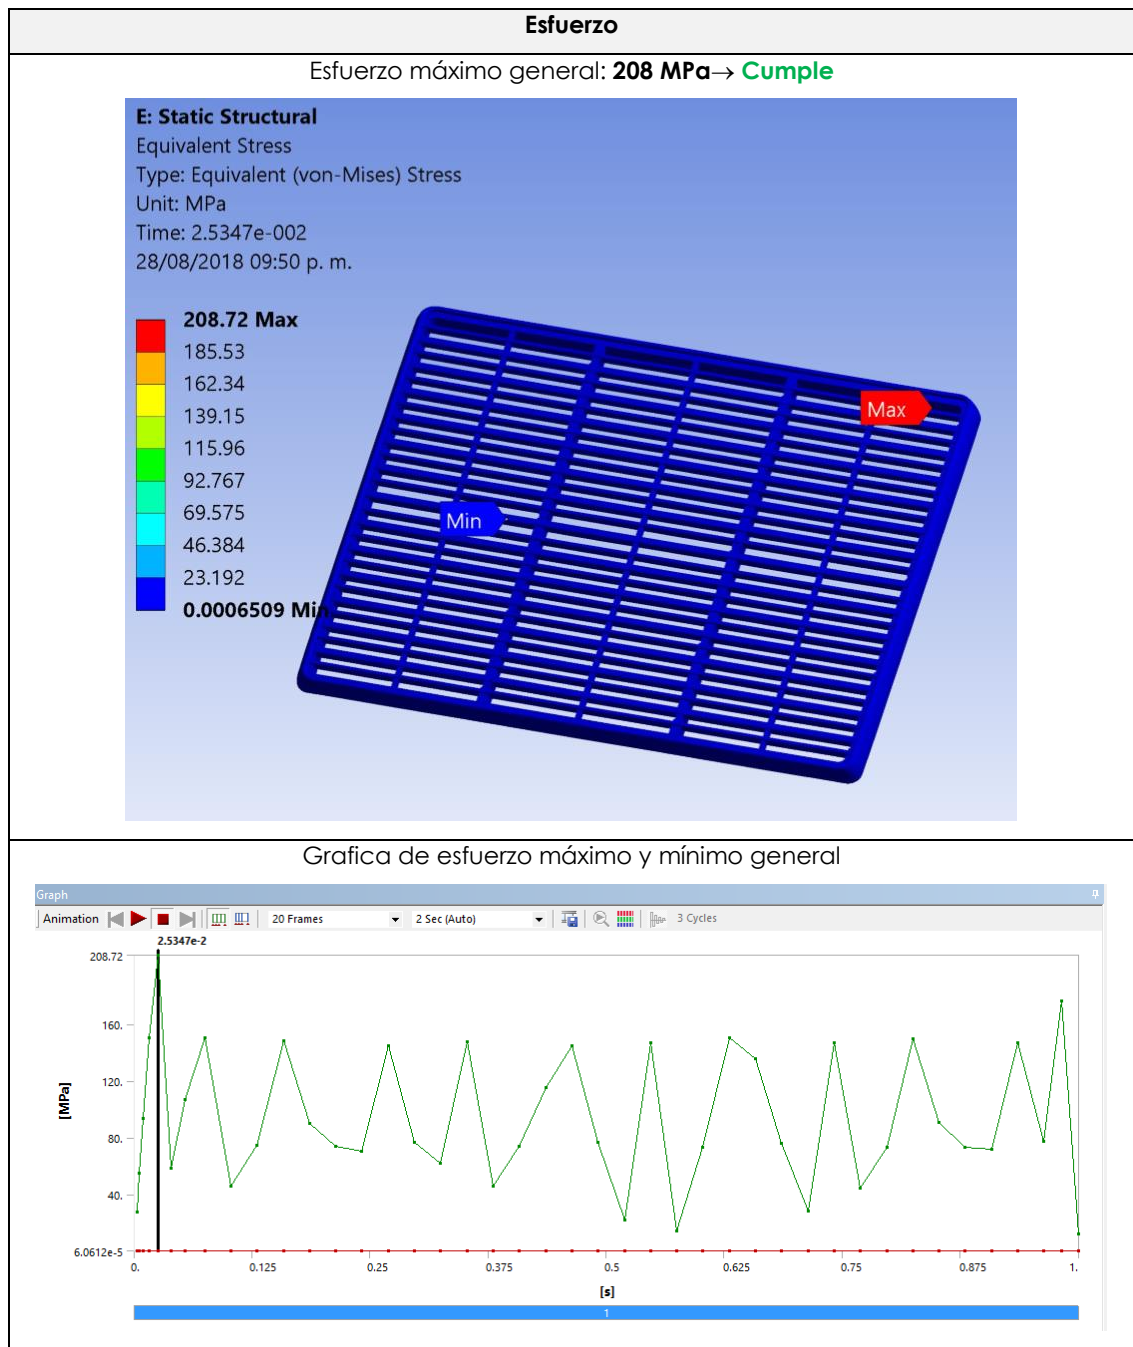 Esfuerzo
Esfuerzo máximo general: 208 MPa→ Cumple
E: Static Structural
Equivalent Stress
Type: Equivalent (von-Mises) Stress
Unit: MPa
Time: 2.5347e-002
28/08/2018 09:50 p. m.
208.72 Max
185.53
162.34
139.15
115.96
92.767
69.575
46.384
23.192
0.0006509 Min
Max
Min
Grafica de esfuerzo máximo y mínimo general
Graph
Animation 20 Frames 2 Sec (Auto) 3 Cycles
2.5347e-2
208.72
160.
120.
80.
40.
6.0612e-5
[MPa]
0. 0.125 0.25 0.375 0.5 0.625 0.75 0.875 1.
[s]
1